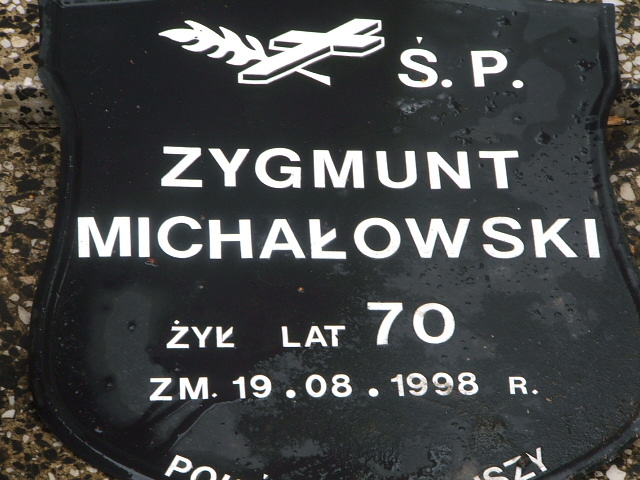 Ś. P.
ZYGMUNT
MICHAŁOWSKI
ŻYŁ LAT 70
ZM. 19.08.1998 R.